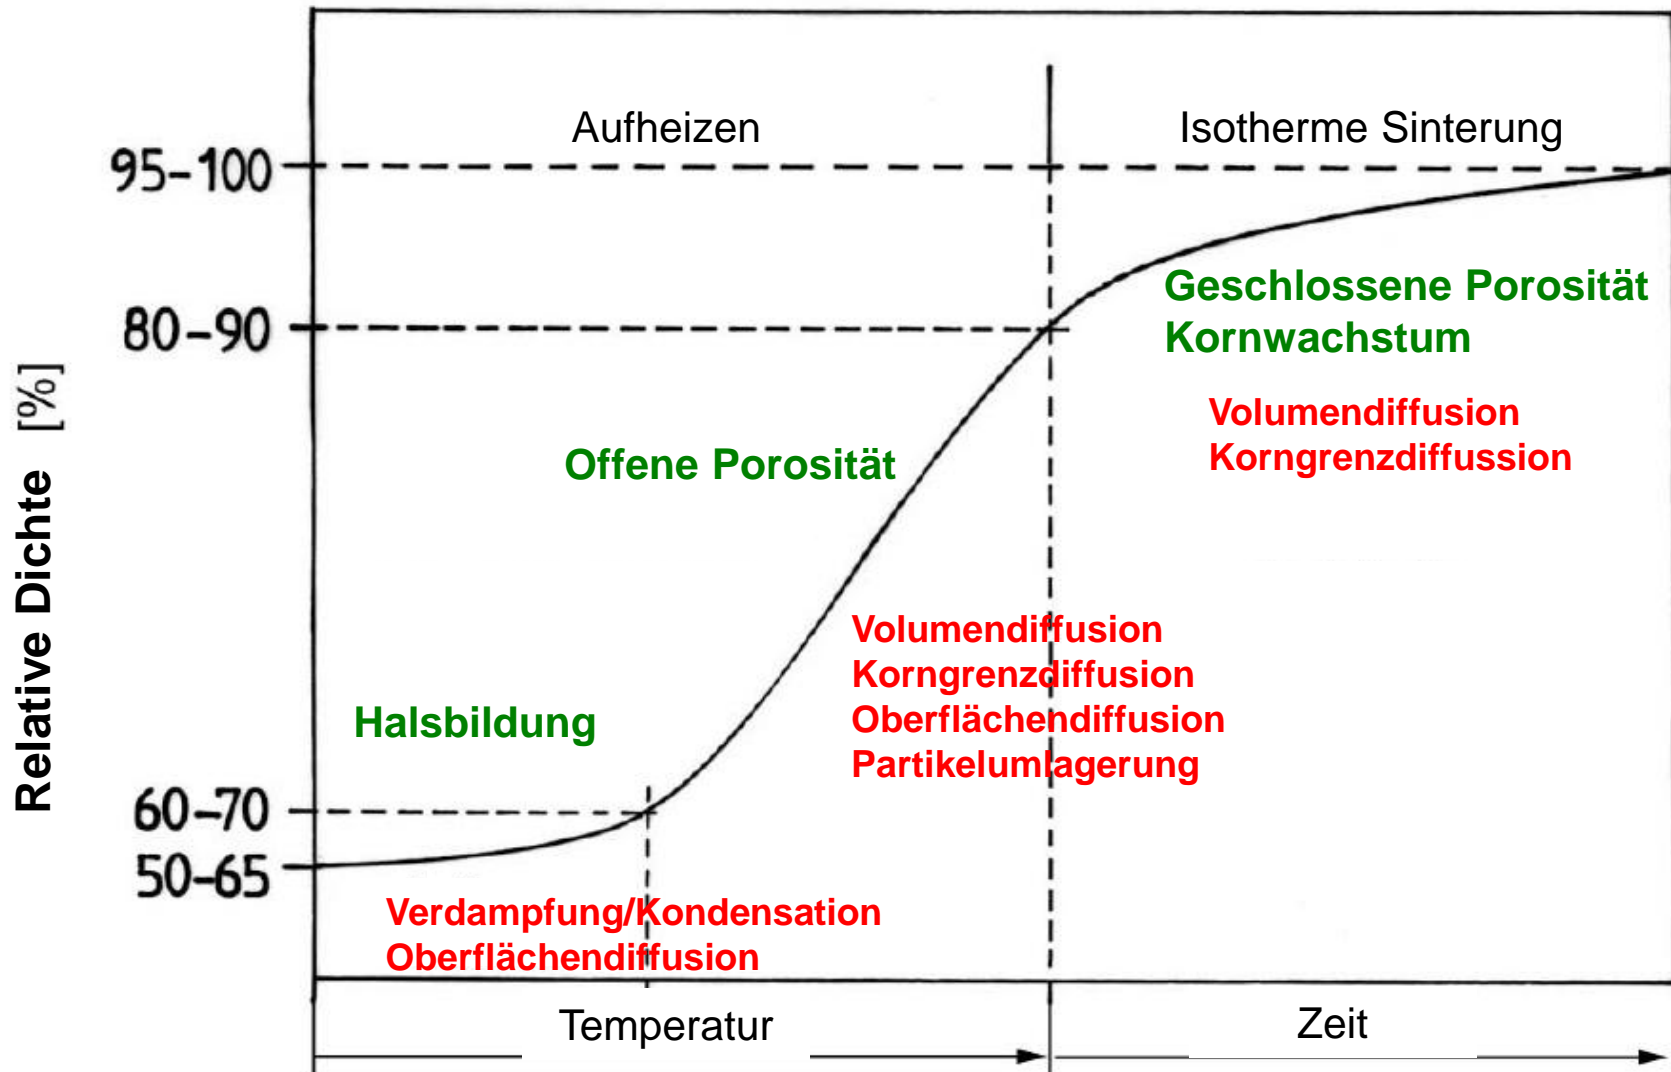 Aufheizen
Isotherme Sinterung
95-100
80-90
Geschlossene Porosität
Kornwachstum
Volumendiffusion
Korngrenzdiffussion
Relative Dichte [%]
Offene Porosität
Volumendiffusion
Korngrenzdiffusion
Oberflächendiffusion
Partikelumlagerung
Halsbildung
60-70
50-65
Verdampfung/Kondensation
Oberflächendiffusion
Temperatur
Zeit